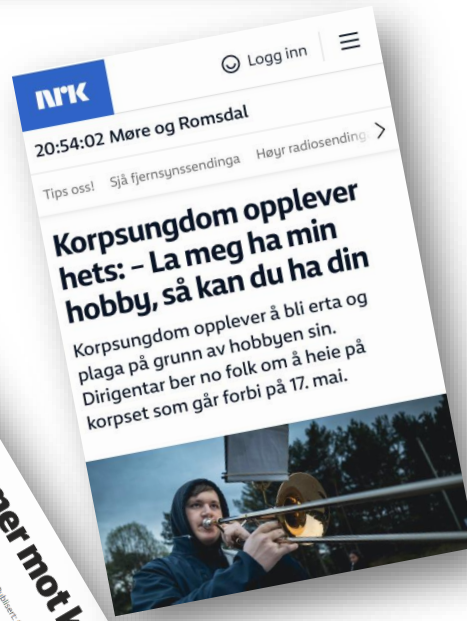 NRK
Logg inn
20:54:02 Møre og Romsdal
Tips oss! Sjå fjernsynssendinga Høyr radiosending
Korpsungdom opplever
hets: – La meg ha min
hobby, så kan du ha din
Korpsungdom opplever å bli erta og
plaga på grunn av hobbyen sin.
Dirigentar ber no folk om å heie på
korpset som går forbi på 17. mai.
mer mot
Publisert: